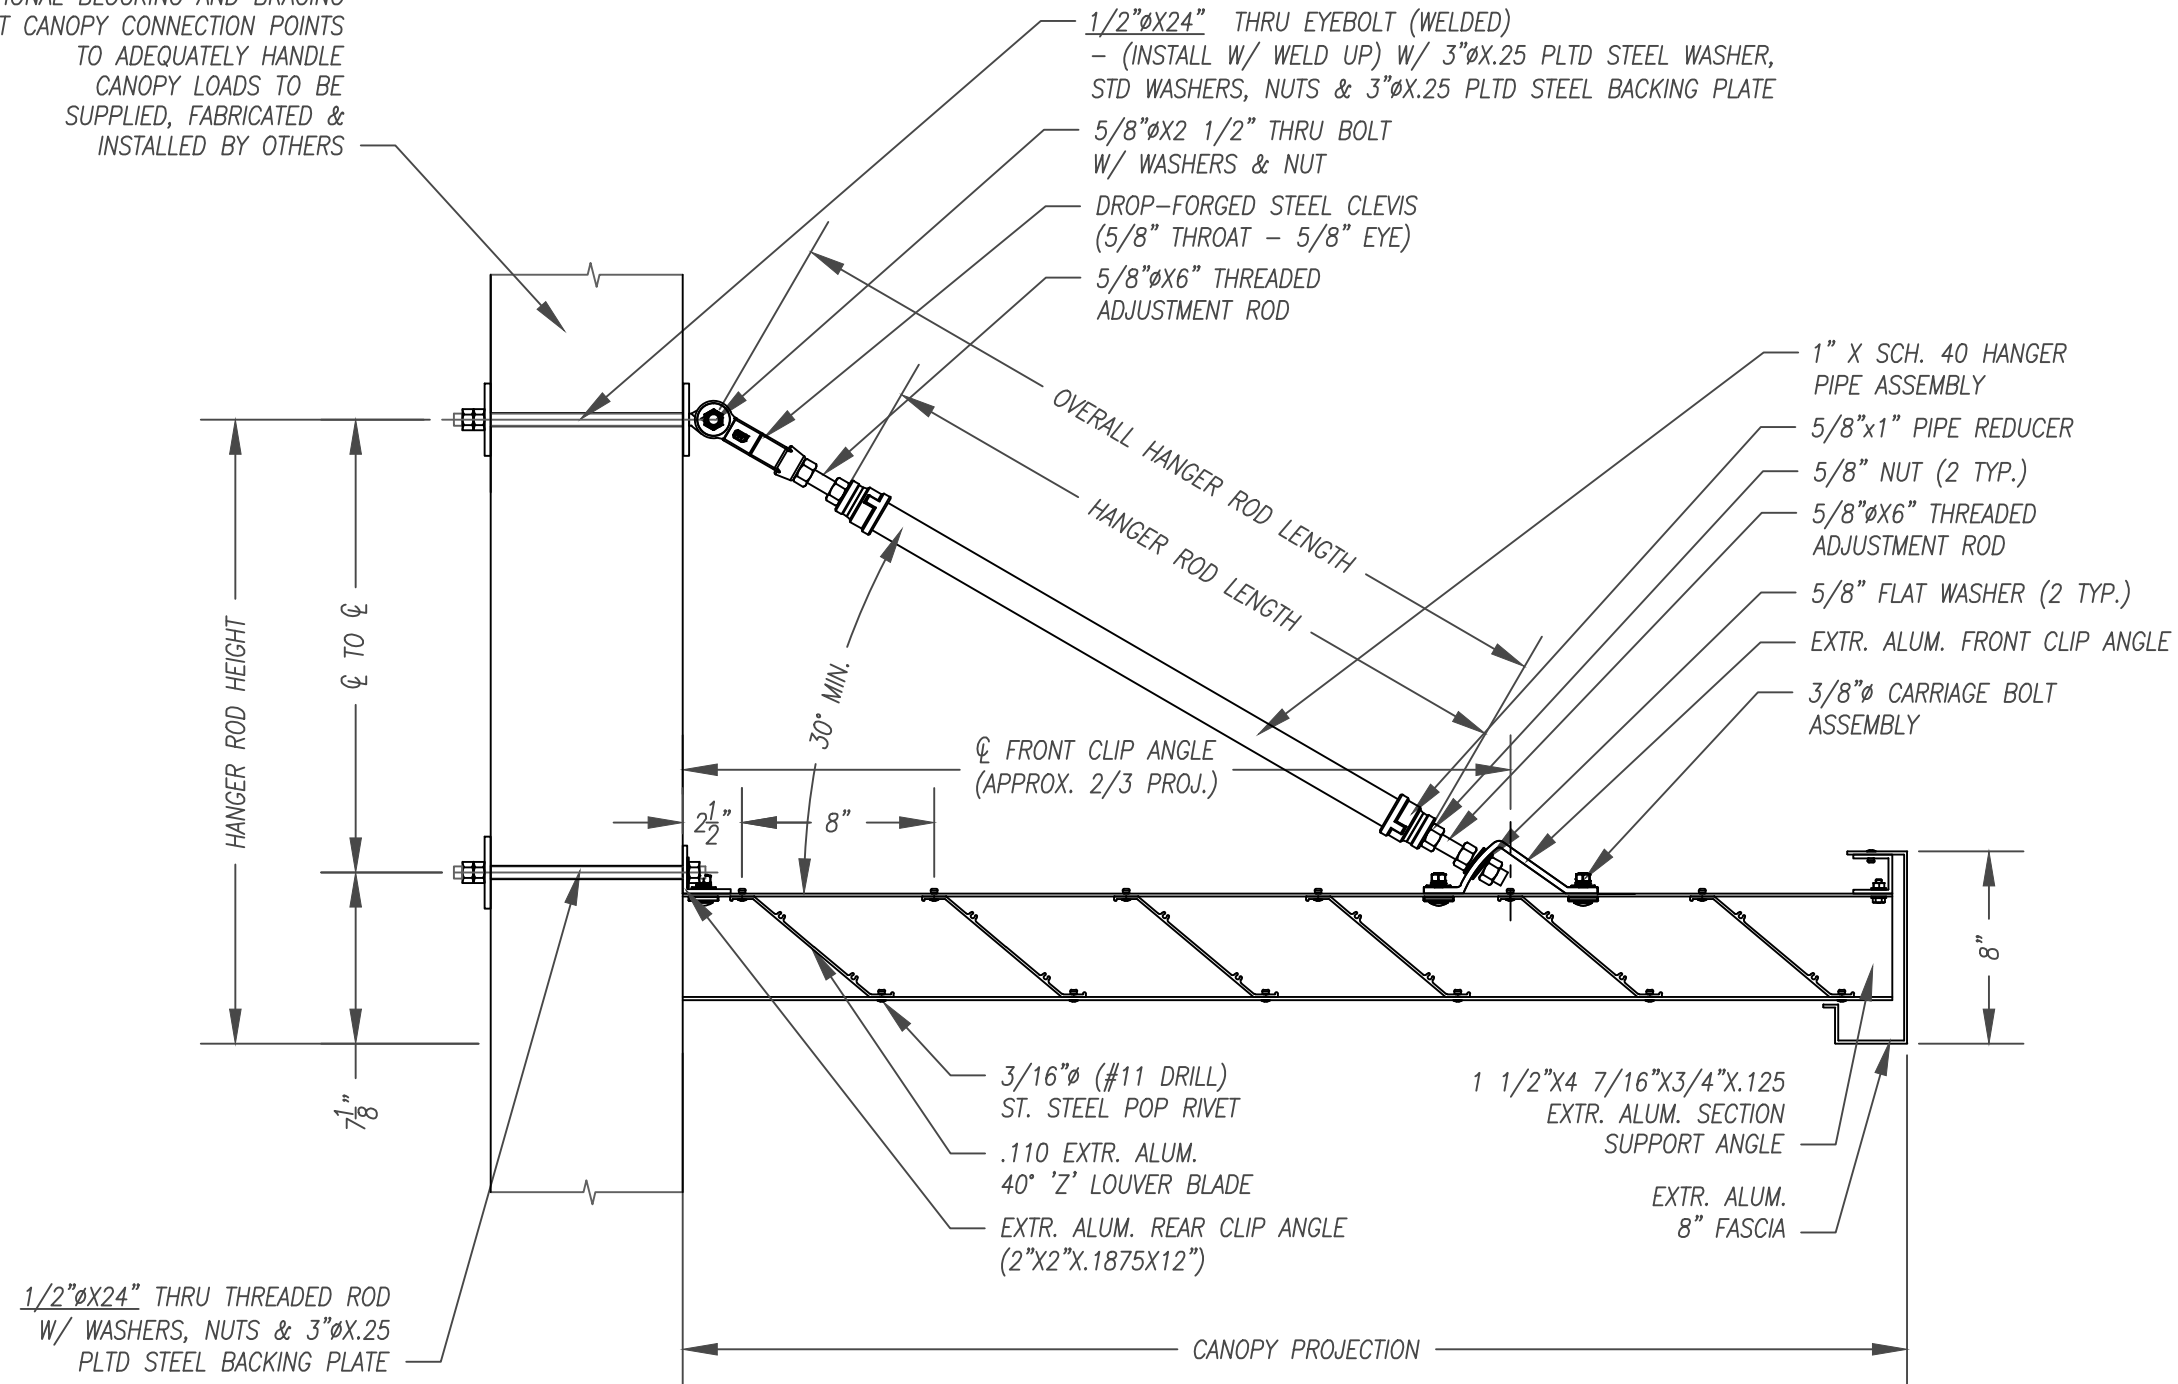 BLOCKING AND BRACING
CANOPY CONNECTION POINTS
TO ADEQUATELY HANDLE
CANOPY LOADS TO BE
SUPPLIED, FABRICATED &
INSTALLED BY OTHERS
1/2"øX24" THRU EYEBOLT (WELDED)
- (INSTALL W/ WELD UP) W/ 3"øX.25 PLTD STEEL WASHER,
STD WASHERS, NUTS & 3"øX.25 PLTD STEEL BACKING PLATE
5/8"øX2 1/2" THRU BOLT
W/ WASHERS & NUT
DROP-FORGED STEEL CLEVIS
(5/8" THROAT - 5/8" EYE)
5/8"øX6" THREADED
ADJUSTMENT ROD
1" X SCH. 40 HANGER
PIPE ASSEMBLY
5/8"x1" PIPE REDUCER
5/8" NUT (2 TYP.)
5/8"øX6" THREADED
ADJUSTMENT ROD
5/8" FLAT WASHER (2 TYP.)
EXTR. ALUM. FRONT CLIP ANGLE
3/8"ø CARRIAGE BOLT
ASSEMBLY
OVERALL HANGER ROD LENGTH
HANGER ROD LENGTH
HANGER ROD HEIGHT
℄ TO ℄
30° MIN.
℄ FRONT CLIP ANGLE
(APPROX. 2/3 PROJ.)
2 1/2"
8"
8"
7 1/8"
3/16"ø (#11 DRILL)
ST. STEEL POP RIVET
.110 EXTR. ALUM.
40° 'Z' LOUVER BLADE
EXTR. ALUM. REAR CLIP ANGLE
(2"X2"X.1875X12")
1 1/2"X4 7/16"X3/4"X.125
EXTR. ALUM. SECTION
SUPPORT ANGLE
EXTR. ALUM.
8" FASCIA
1/2"øX24" THRU THREADED ROD
W/ WASHERS, NUTS & 3"øX.25
PLTD STEEL BACKING PLATE
CANOPY PROJECTION